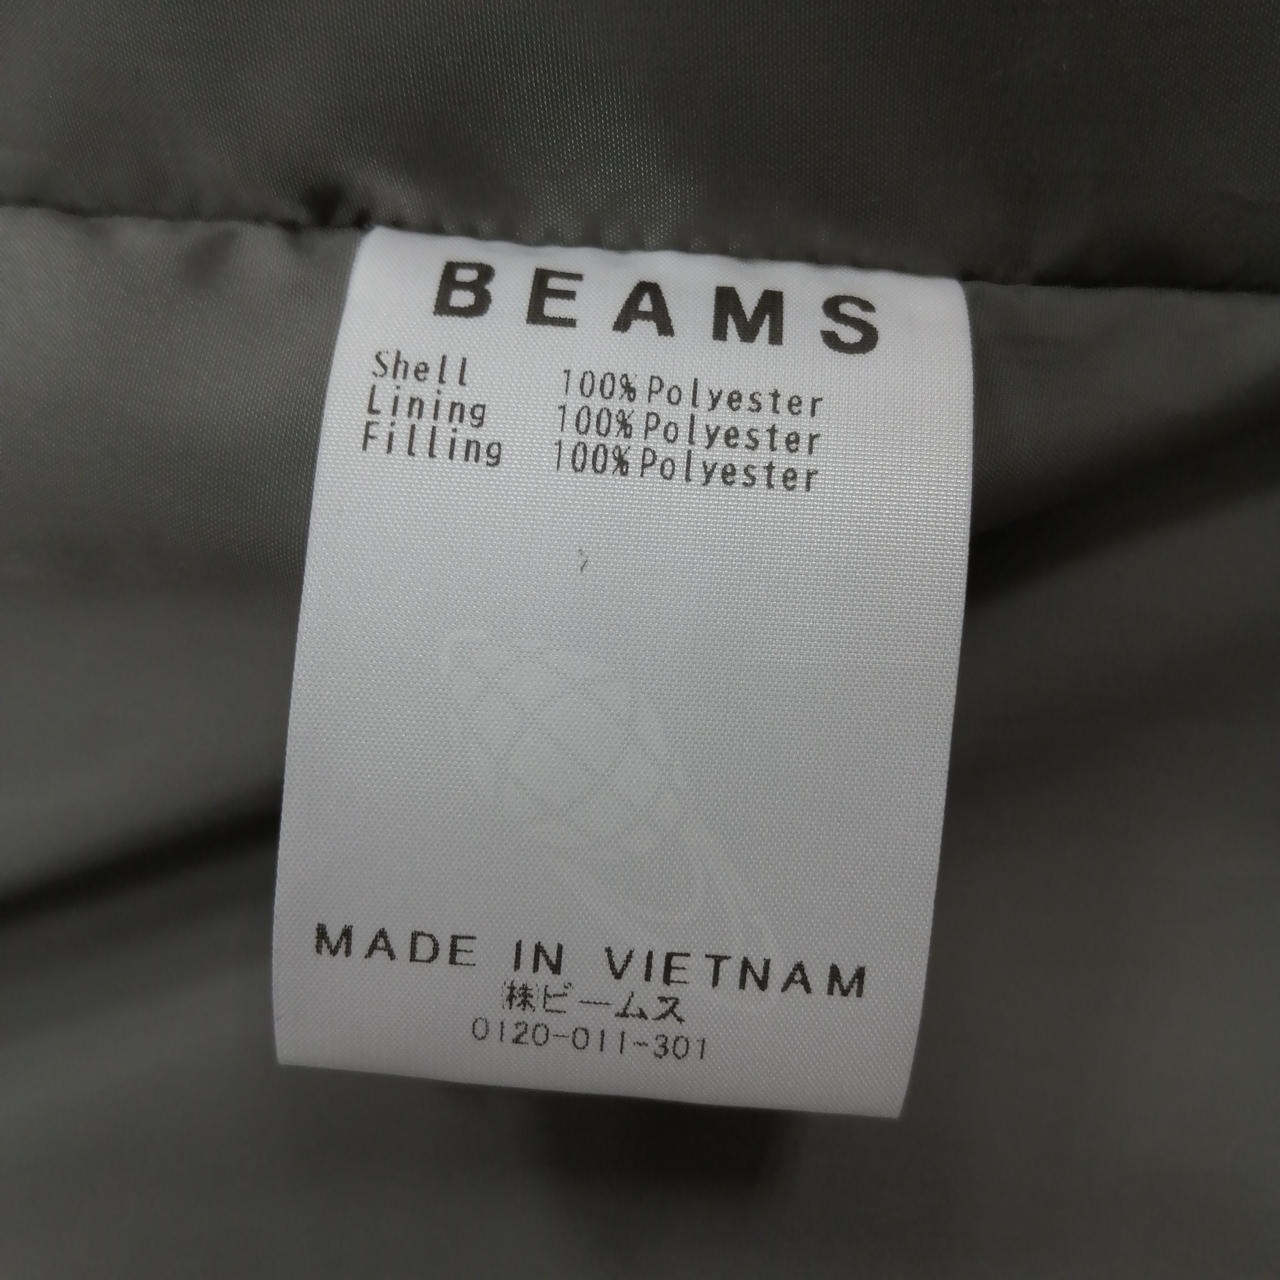 BEAMS
Shell 100% Polyester
Lining 100% Polyester
Filling 100% Polyester
MADE IN VIETNAM
㈱ビームス
0120-011-301